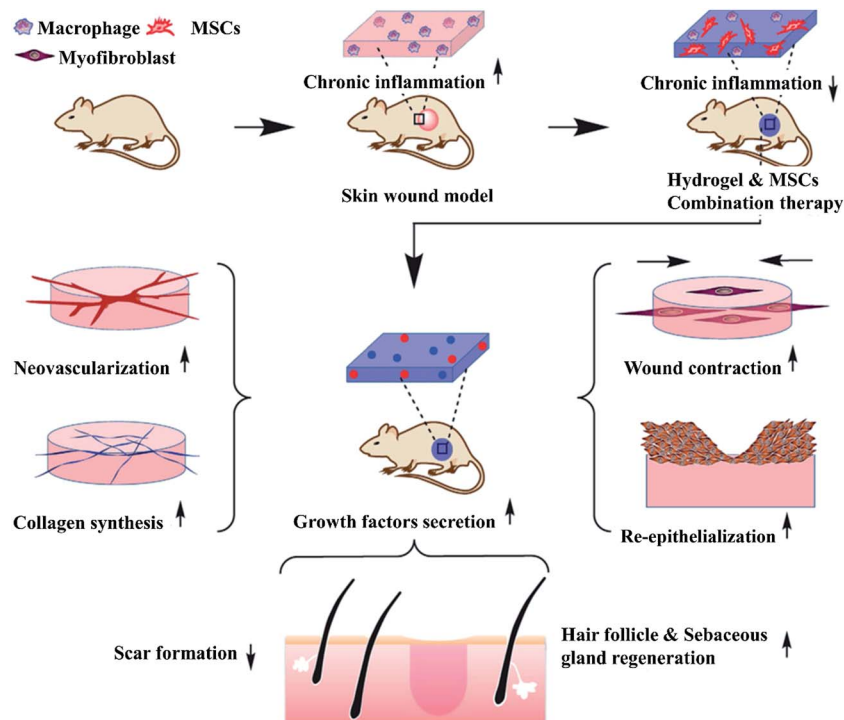 Macrophage MSCs
Myofibroblast
Chronic inflammation
Chronic inflammation
Skin wound model
Hydrogel & MSCs
Combination therapy
Neovascularization
Wound contraction
Collagen synthesis
Growth factors secretion
Re-epithelialization
Scar formation
Hair follicle & Sebaceous
gland regeneration